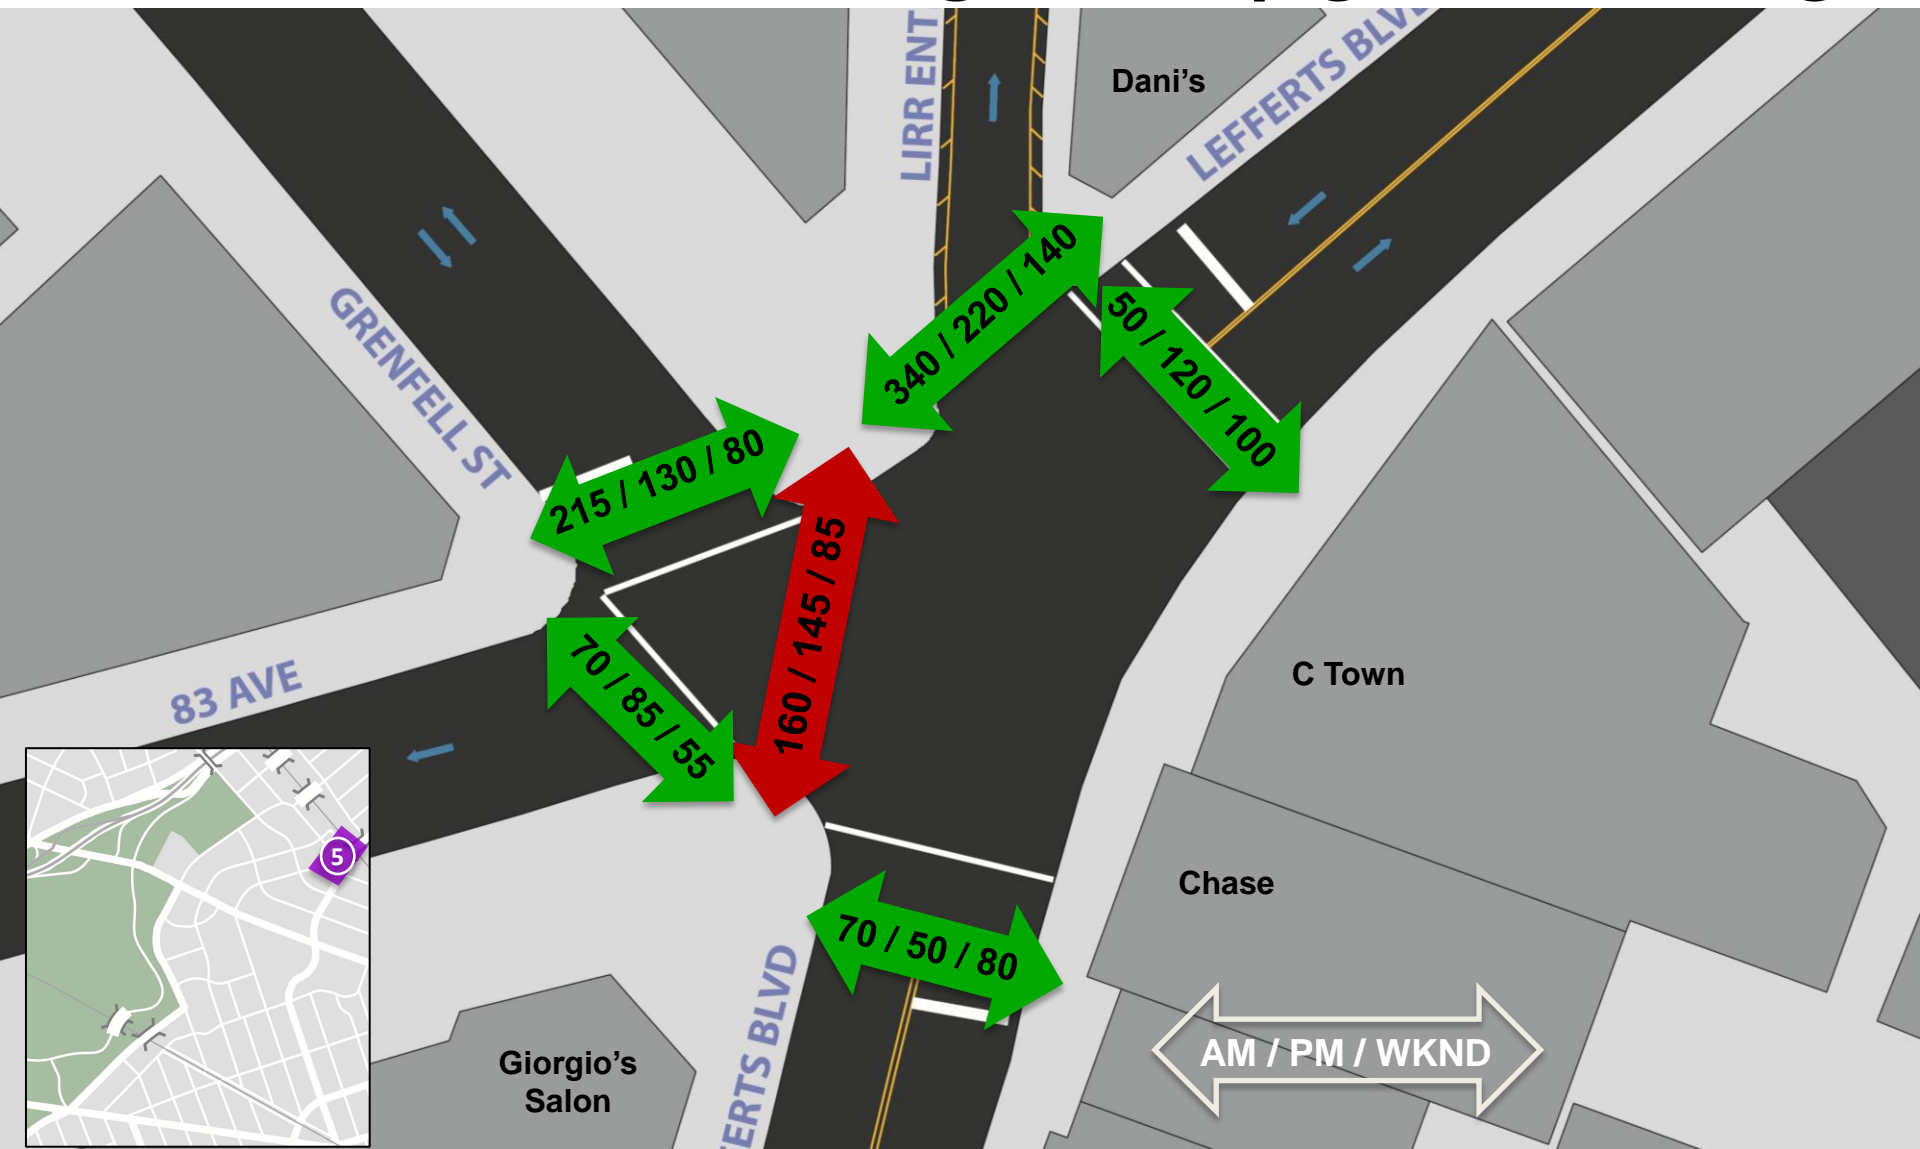 LIRR ENT
Dani's
LEFFERTS BLV
340 / 220 / 140
50 / 120 / 100
GRENFELL ST
215 / 130 / 80
160 / 145 / 85
70 / 85 / 55
83 AVE
C Town
5
Chase
70 / 50 / 80
ERTS BLVD
Giorgio's
Salon
AM / PM / WKND